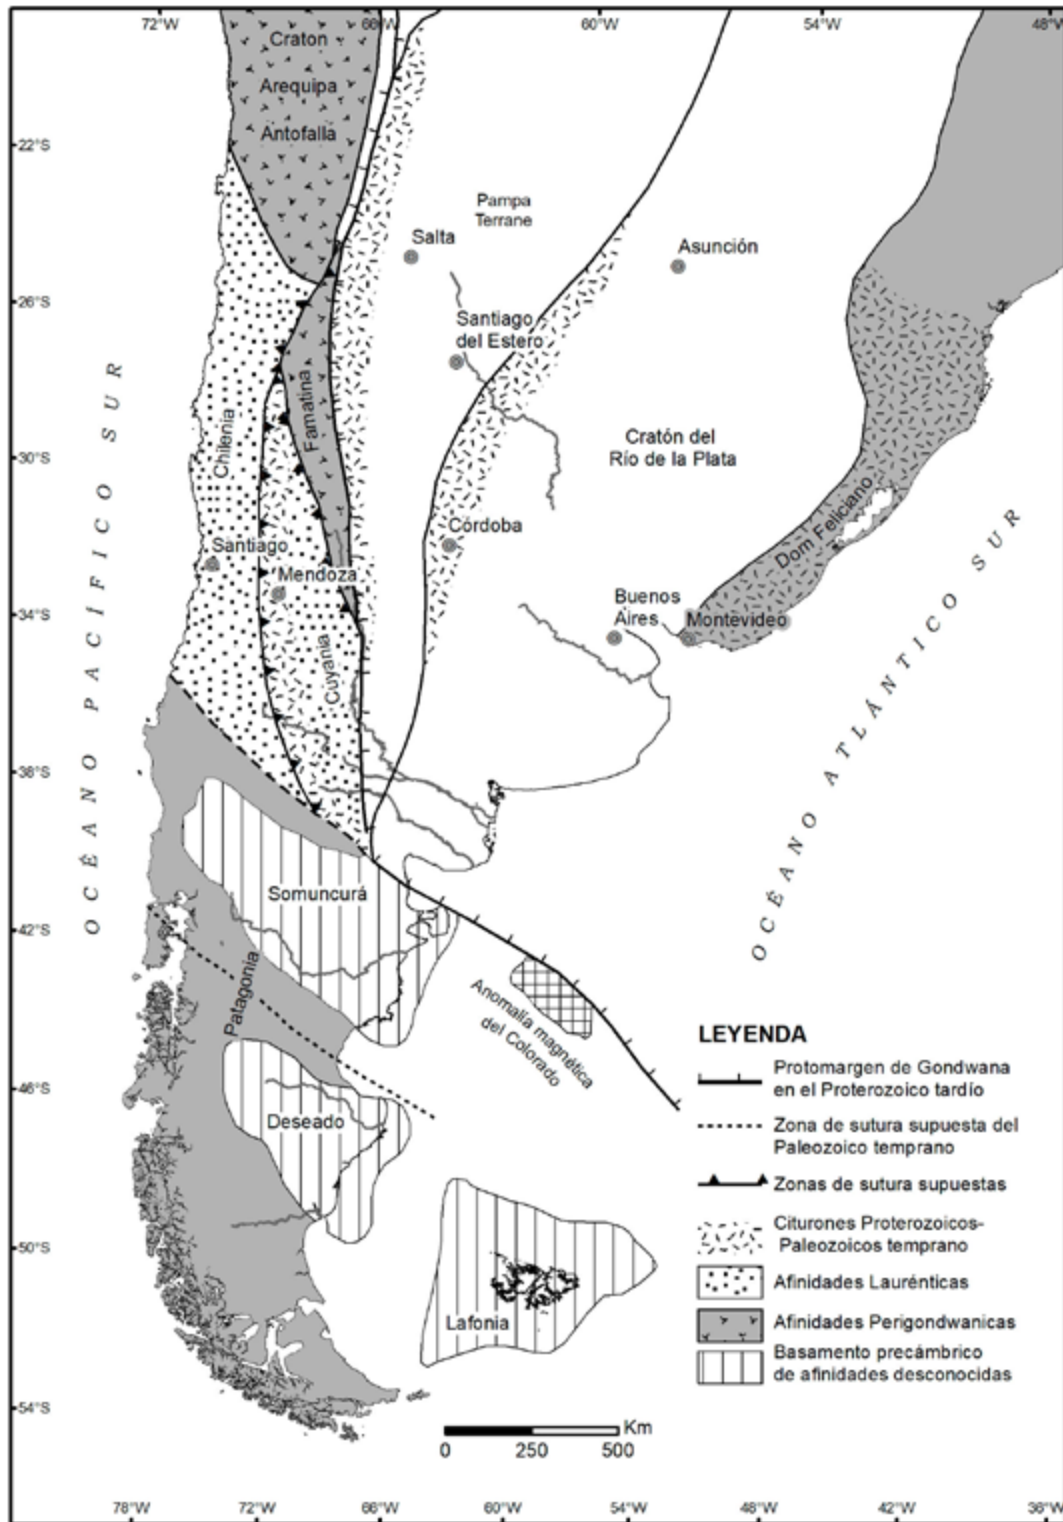 72°W
66°W
60°W
54°W
48°W
Craton
Arequipa
Antofalla
22°S
Pampa
Terrane
Salta
Asunción
26°S
Santiago
del Estero
Famatina
Chilenia
30°S
Cratón del
Río de la Plata
Córdoba
Dom Feliciano
Santiago
Mendoza
34°S
Buenos
Aires
Montevideo
Cuyania
OCÉANO PACÍFICO SUR
OCÉANO ATLÁNTICO SUR
38°S
Somuncurá
42°S
Patagonia
Anomalía magnética
del Colorado
46°S
Deseado
50°S
Lafonia
54°S
LEYENDA
Protomargen de Gondwana
en el Proterozoico tardío
Zona de sutura supuesta del
Paleozoico temprano
Zonas de sutura supuestas
Citurones Proterozoicos-
Paleozoicos temprano
Afinidades Laurénticas
Afinidades Perigondwanicas
Basamento precámbrico
de afinidades desconocidas
Km
0 250 500
78°W
72°W
66°W
60°W
54°W
48°W
42°W
36°W